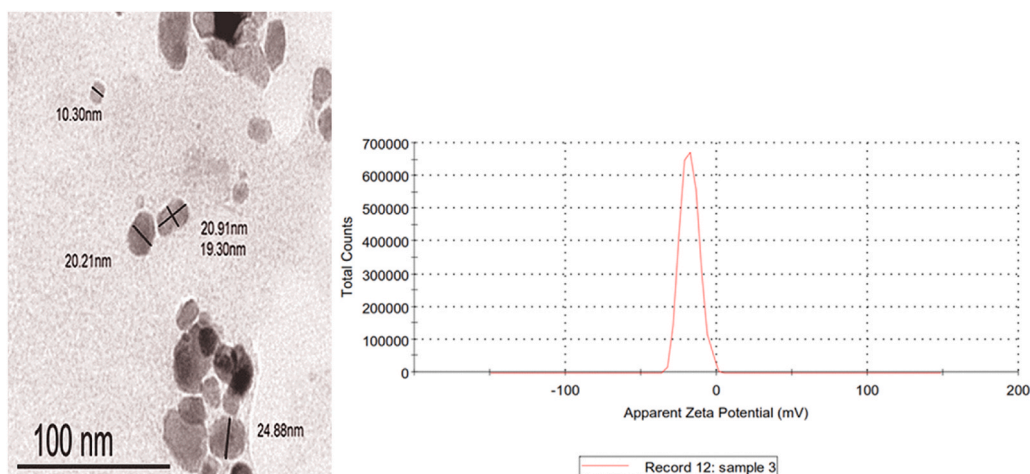 10.30nm
20.91nm
19.30nm
20.21nm
24.88nm
100 nm
Total Counts
700000
600000
500000
400000
300000
200000
100000
0
-100
0
100
200
Apparent Zeta Potential (mV)
Record 12: sample 3